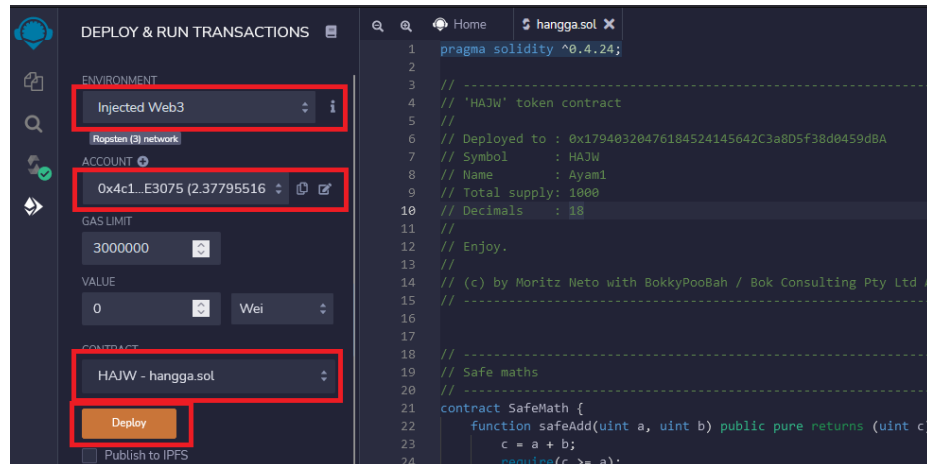 DEPLOY & RUN TRANSACTIONS
ENVIRONMENT
Injected Web3
i
Ropsten (3) network
ACCOUNT
0x4c1...E3075 (2.37795516
GAS LIMIT
3000000
VALUE
0 Wei
CONTRACT
HAJW - hangga.sol
Deploy
Publish to IPFS
Home hangga.sol
1 pragma solidity ^0.4.24;
2
3 // ----------------------------------------------------------------
4 // 'HAJW' token contract
5 //
6 // Deployed to : 0x17940320476184524145642C3a8D5f38d0459dBA
7 // Symbol : HAJW
8 // Name : Ayam1
9 // Total supply: 1000
10 // Decimals : 18
11 //
12 // Enjoy.
13 //
14 // (c) by Moritz Neto with BokkyPooBah / Bok Consulting Pty Ltd A
15 // ----------------------------------------------------------------
16
17
18 // ----------------------------------------------------------------
19 // Safe maths
20 // ----------------------------------------------------------------
21 contract SafeMath {
22 function safeAdd(uint a, uint b) public pure returns (uint c)
23 c = a + b;
24 require(c >= a);